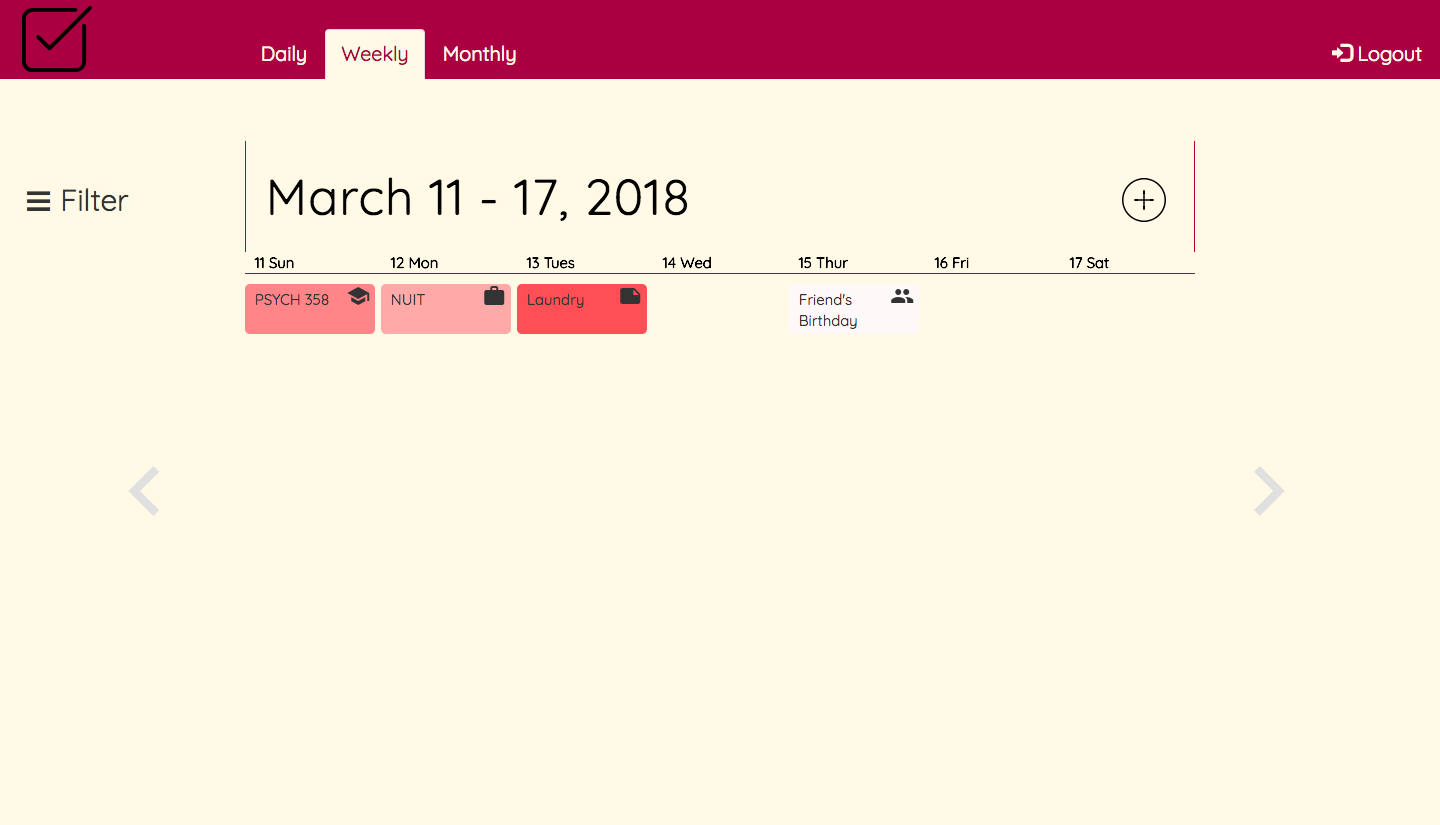 Daily Weekly Monthly Logout
Filter
March 11 - 17, 2018
11 Sun 12 Mon 13 Tues 14 Wed 15 Thur 16 Fri 17 Sat
PSYCH 358 NUIT Laundry Friend's
Birthday